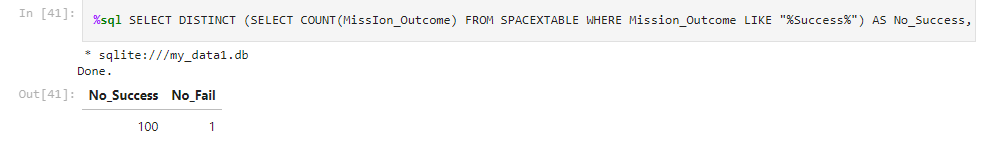 In [41]:
%sql SELECT DISTINCT (SELECT COUNT(MissIon_Outcome) FROM SPACEXTABLE WHERE Mission_Outcome LIKE "%Success%") AS No_Success,
* sqlite:///my_data1.db
Done.
Out[41]:
No_Success No_Fail
100 1